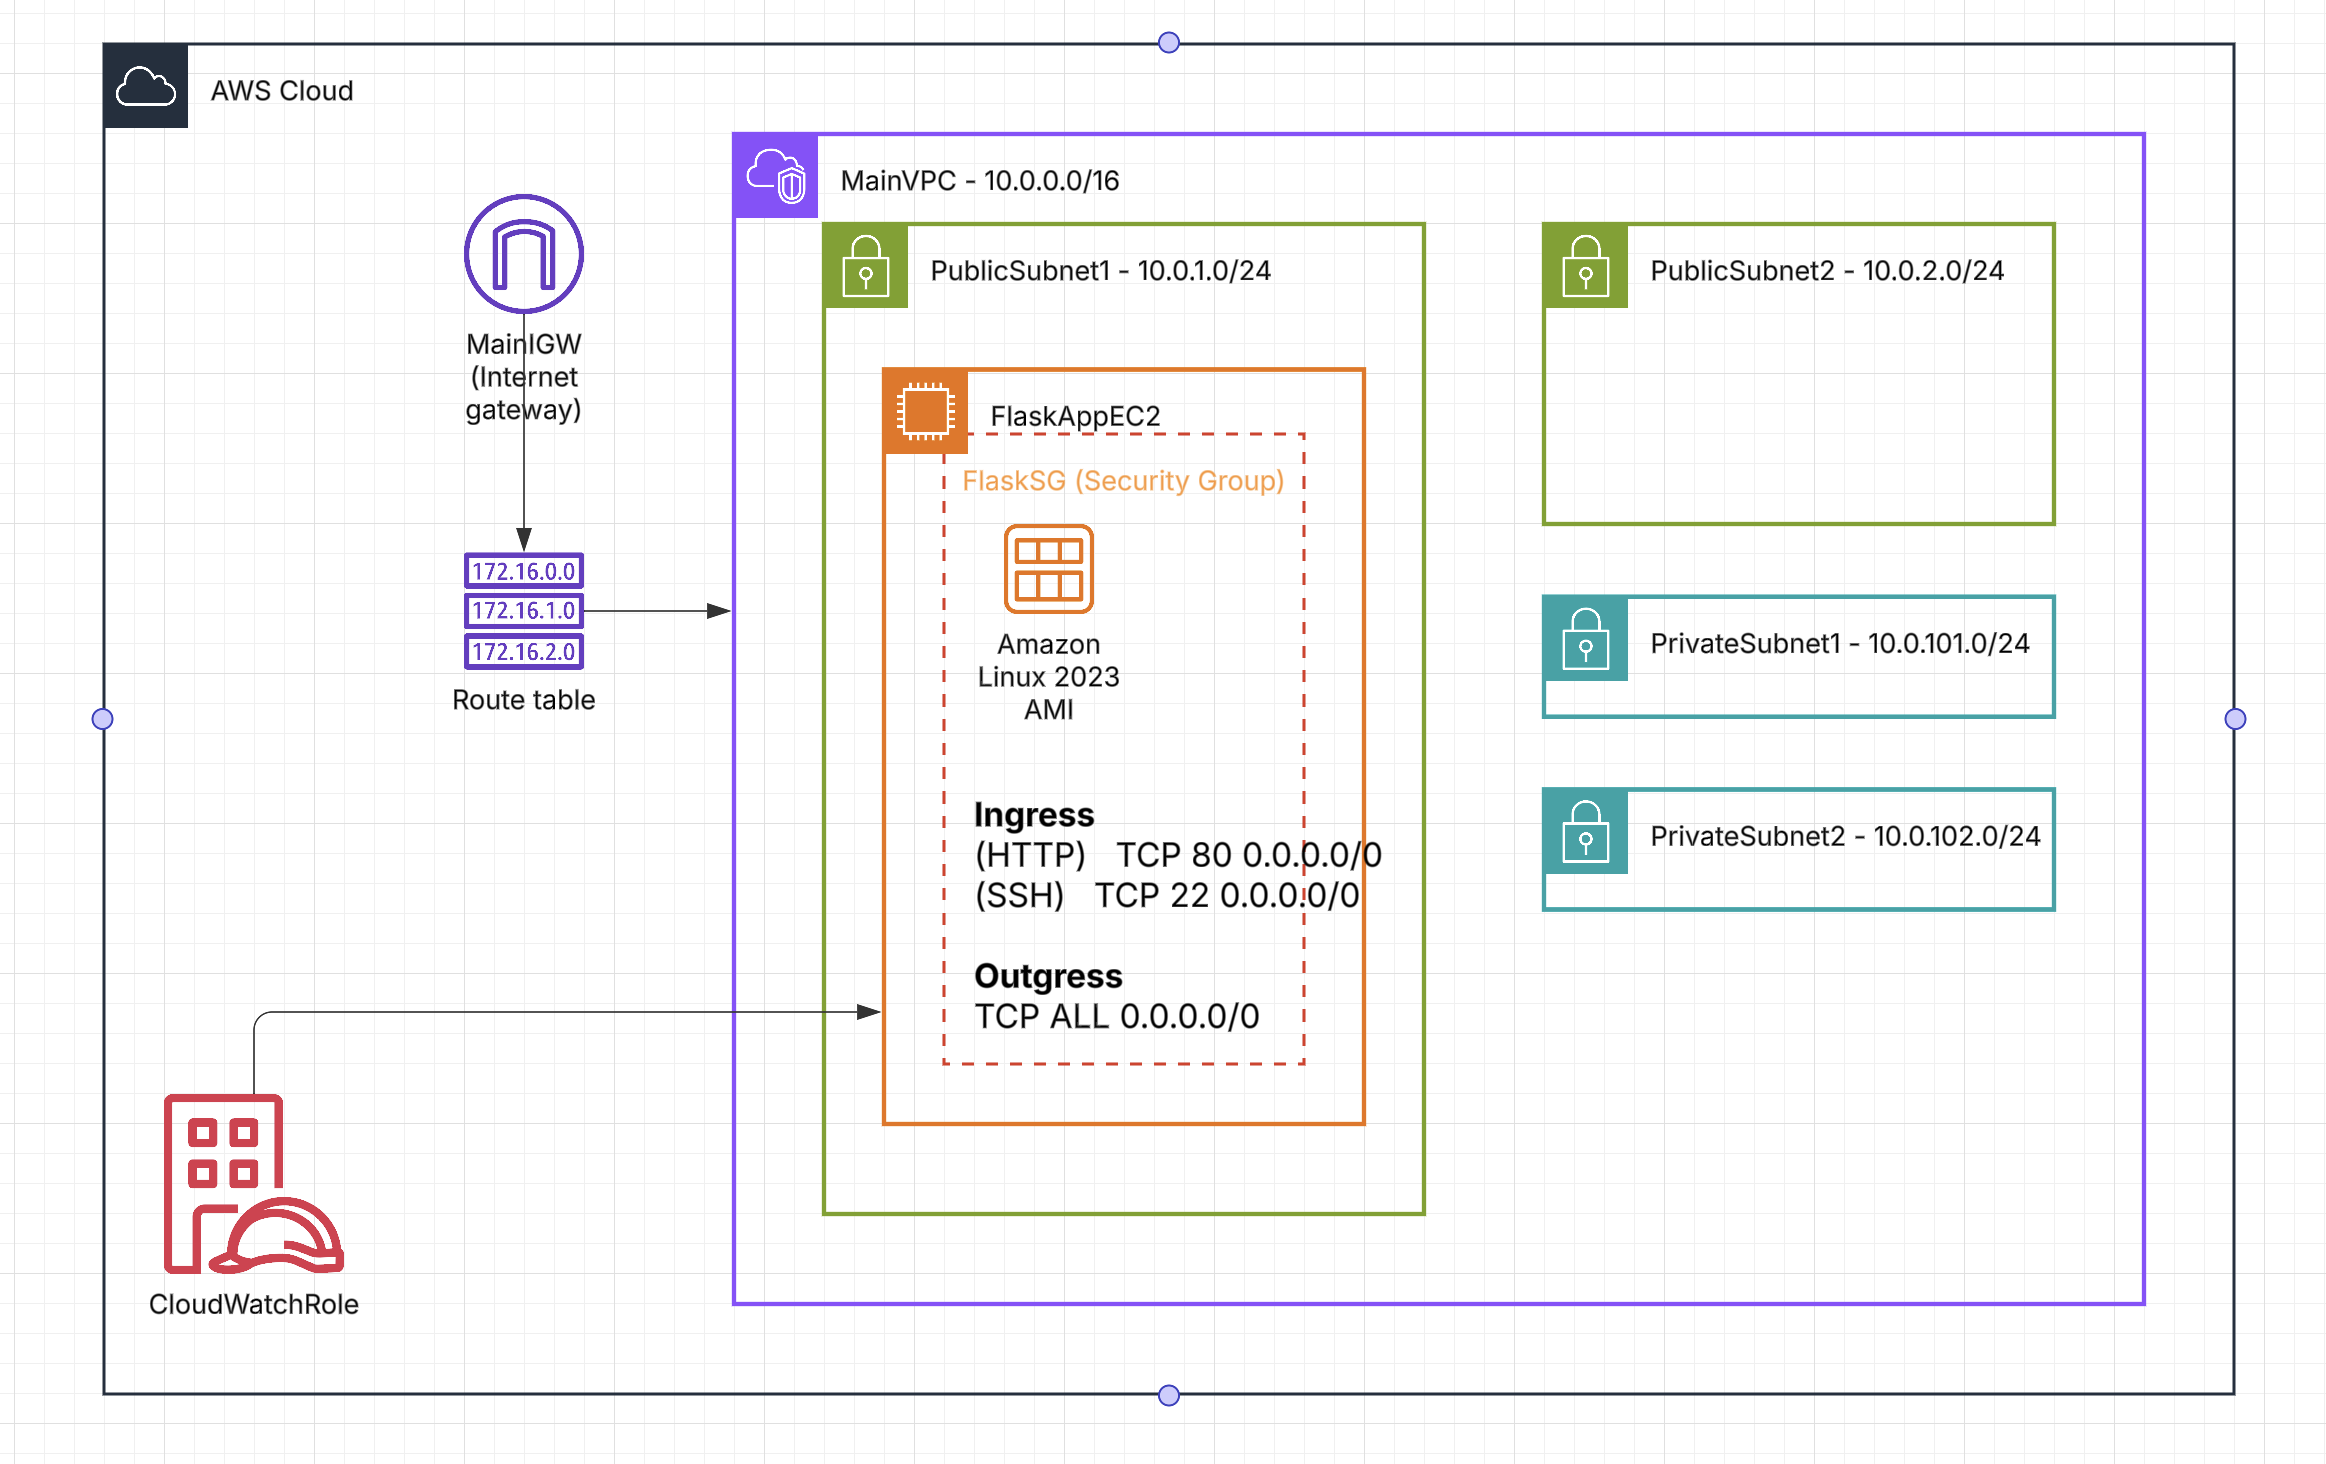 AWS Cloud
MainVPC - 10.0.0.0/16
PublicSubnet1 - 10.0.1.0/24
PublicSubnet2 - 10.0.2.0/24
MainIGW
(Internet
gateway)
FlaskAppEC2
FlaskSG (Security Group)
172.16.0.0
172.16.1.0
172.16.2.0
Route table
Amazon
Linux 2023
AMI
PrivateSubnet1 - 10.0.101.0/24
PrivateSubnet2 - 10.0.102.0/24
Ingress
(HTTP) TCP 80 0.0.0.0/0
(SSH) TCP 22 0.0.0.0/0
Outgress
TCP ALL 0.0.0.0/0
CloudWatchRole